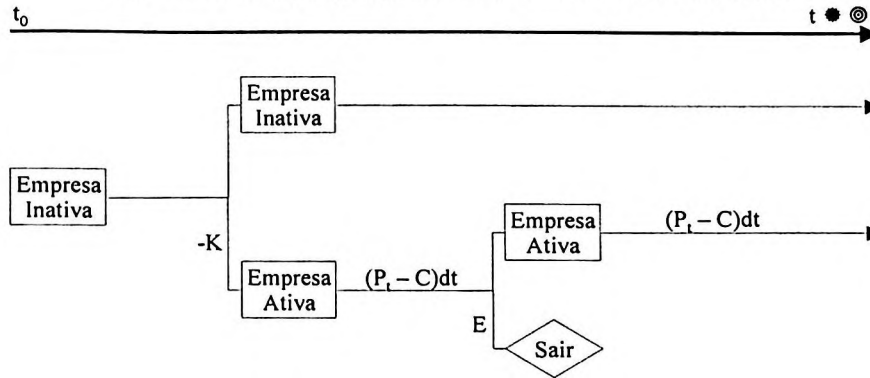 t₀
t
Empresa
Inativa
Empresa
Inativa
-K
Empresa
Ativa
(Pₜ – C)dt
E
Empresa
Ativa
(Pₜ – C)dt
Sair